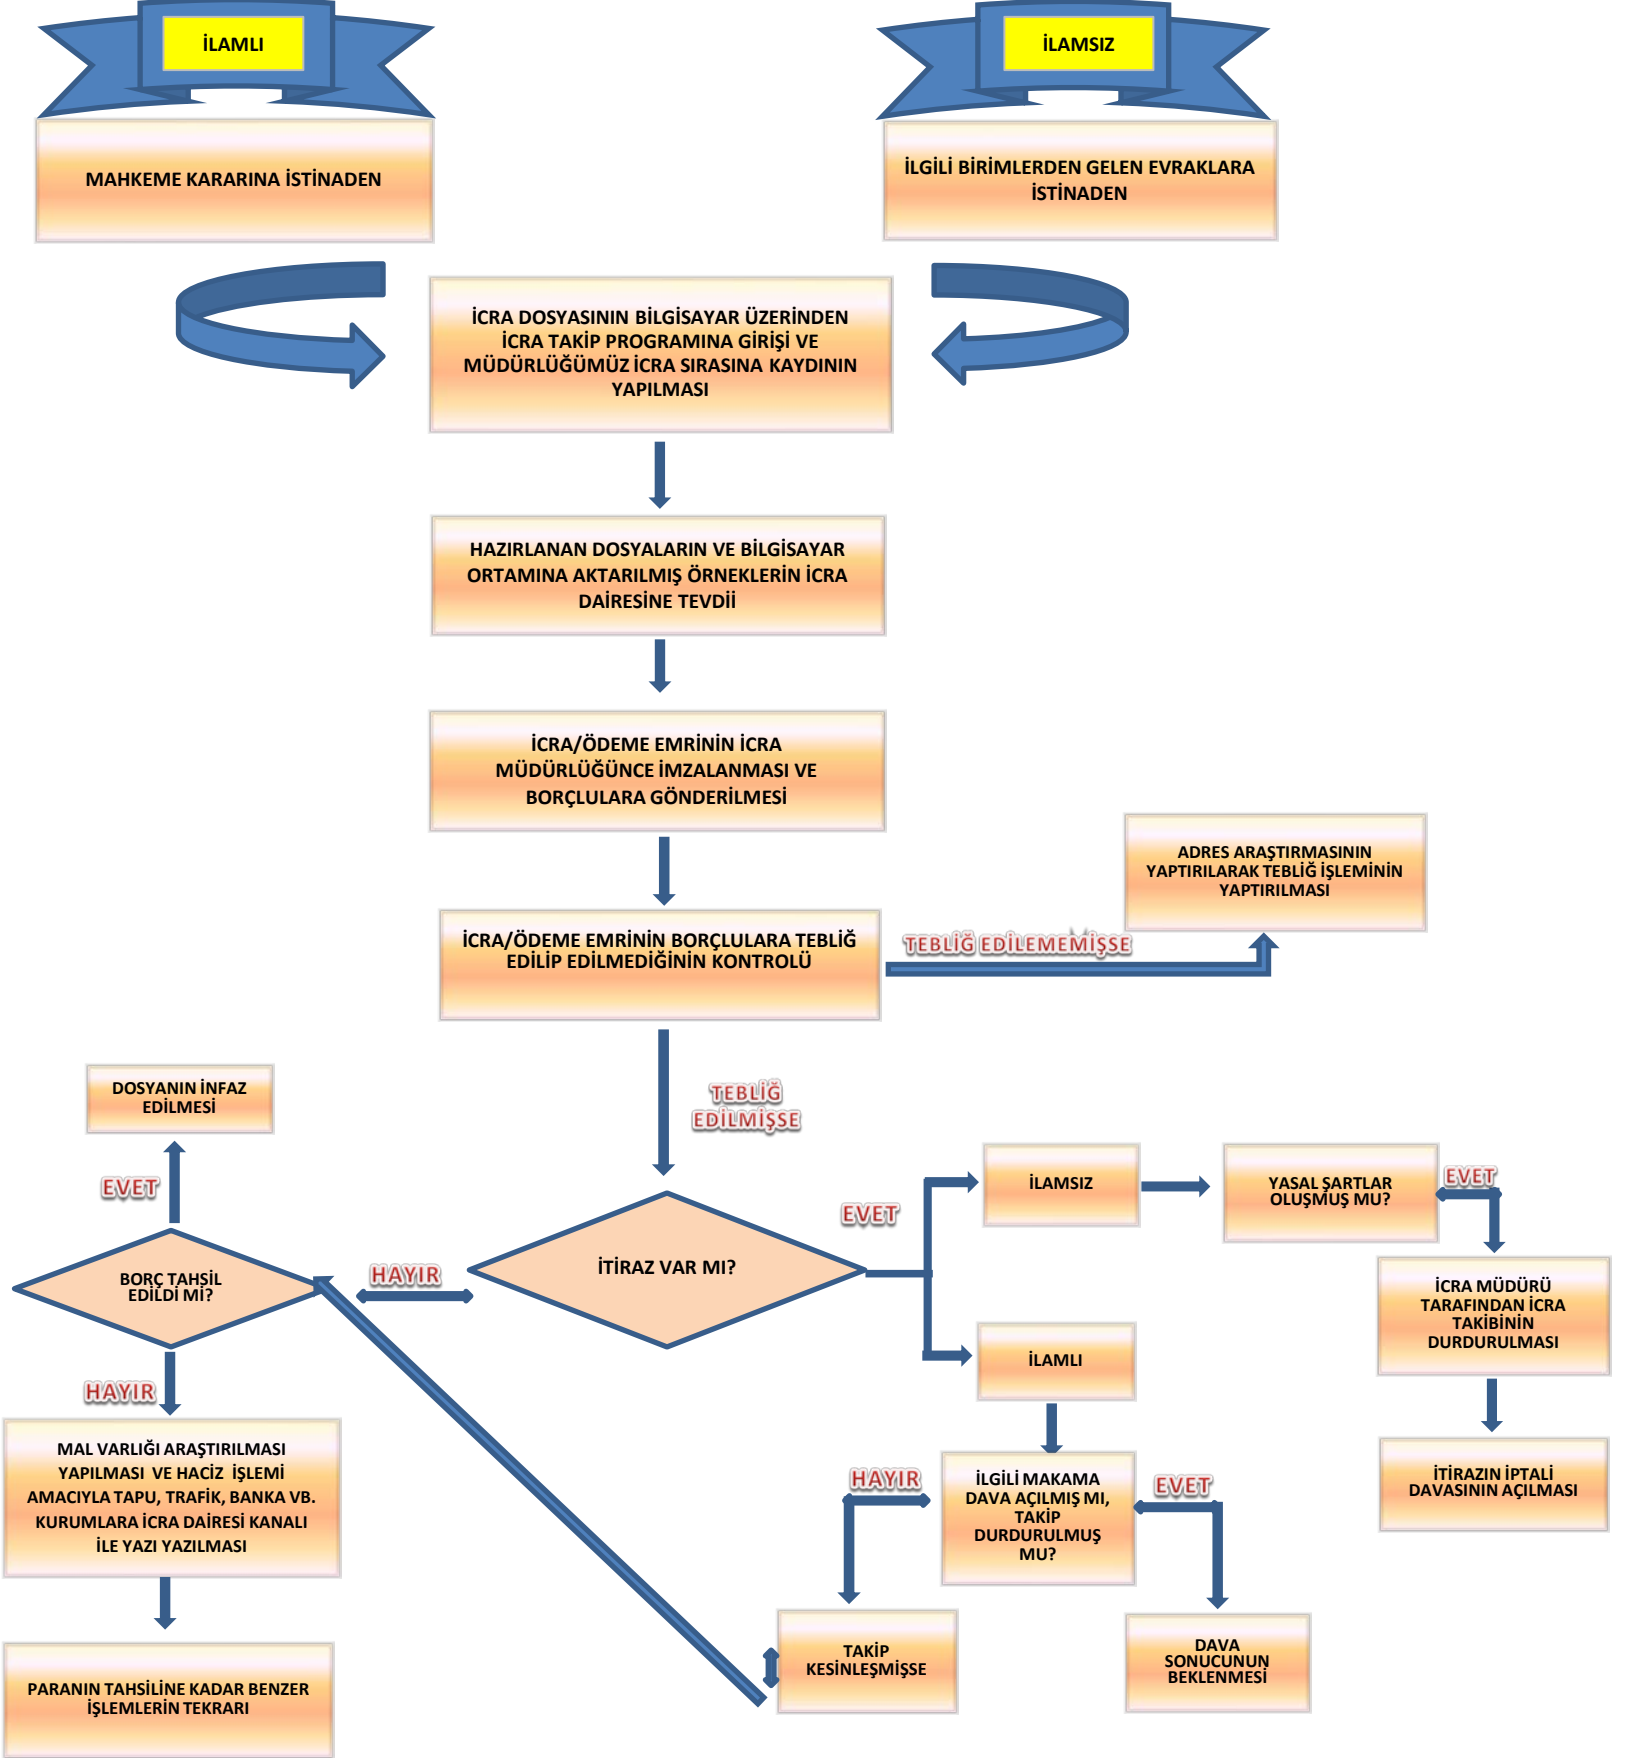 İLAMLI
İLAMSIZ
MAHKEME KARARINA İSTİNADEN
İLGİLİ BİRİMLERDEN GELEN EVRAKLARA
İSTİNADEN
İCRA DOSYASININ BİLGİSAYAR ÜZERİNDEN
İCRA TAKİP PROGRAMINA GİRİŞİ VE
MÜDÜRLÜĞÜMÜZ İCRA SIRASINA KAYDININ
YAPILMASI
HAZIRLANAN DOSYALARIN VE BİLGİSAYAR
ORTAMINA AKTARILMIŞ ÖRNEKLERİN İCRA
DAİRESİNE TEVDİİ
İCRA/ÖDEME EMRİNİN İCRA
MÜDÜRLÜĞÜNCE İMZALANMASI VE
BORÇLULARA GÖNDERİLMESİ
ADRES ARAŞTIRMASININ
YAPTIRILARAK TEBLİĞ İŞLEMİNİN
YAPTIRILMASI
İCRA/ÖDEME EMRİNİN BORÇLULARA TEBLİĞ
EDİLİP EDİLMEDİĞİNİN KONTROLÜ
TEBLİĞ EDİLEMEMİŞSE
TEBLİĞ
EDİLMİŞSE
DOSYANIN İNFAZ
EDİLMESİ
EVET
BORÇ TAHSİL
EDİLDİ Mİ?
HAYIR
İTİRAZ VAR MI?
EVET
İLAMSIZ
YASAL ŞARTLAR
OLUŞMUŞ MU?
EVET
İCRA MÜDÜRÜ
TARAFINDAN İCRA
TAKİBİNİN
DURDURULMASI
İTİRAZIN İPTALİ
DAVASININ AÇILMASI
İLAMLI
HAYIR
MAL VARLIĞI ARAŞTIRILMASI
YAPILMASI VE HACİZ İŞLEMİ
AMACIYLA TAPU, TRAFİK, BANKA VB.
KURUMLARA İCRA DAİRESİ KANALI
İLE YAZI YAZILMASI
HAYIR
İLGİLİ MAKAMA
DAVA AÇILMIŞ MI,
TAKİP
DURDURULMUŞ
MU?
EVET
TAKİP
KESİNLEŞMİŞSE
DAVA
SONUCUNUN
BEKLENMESİ
PARANIN TAHSİLİNE KADAR BENZER
İŞLEMLERİN TEKRARI